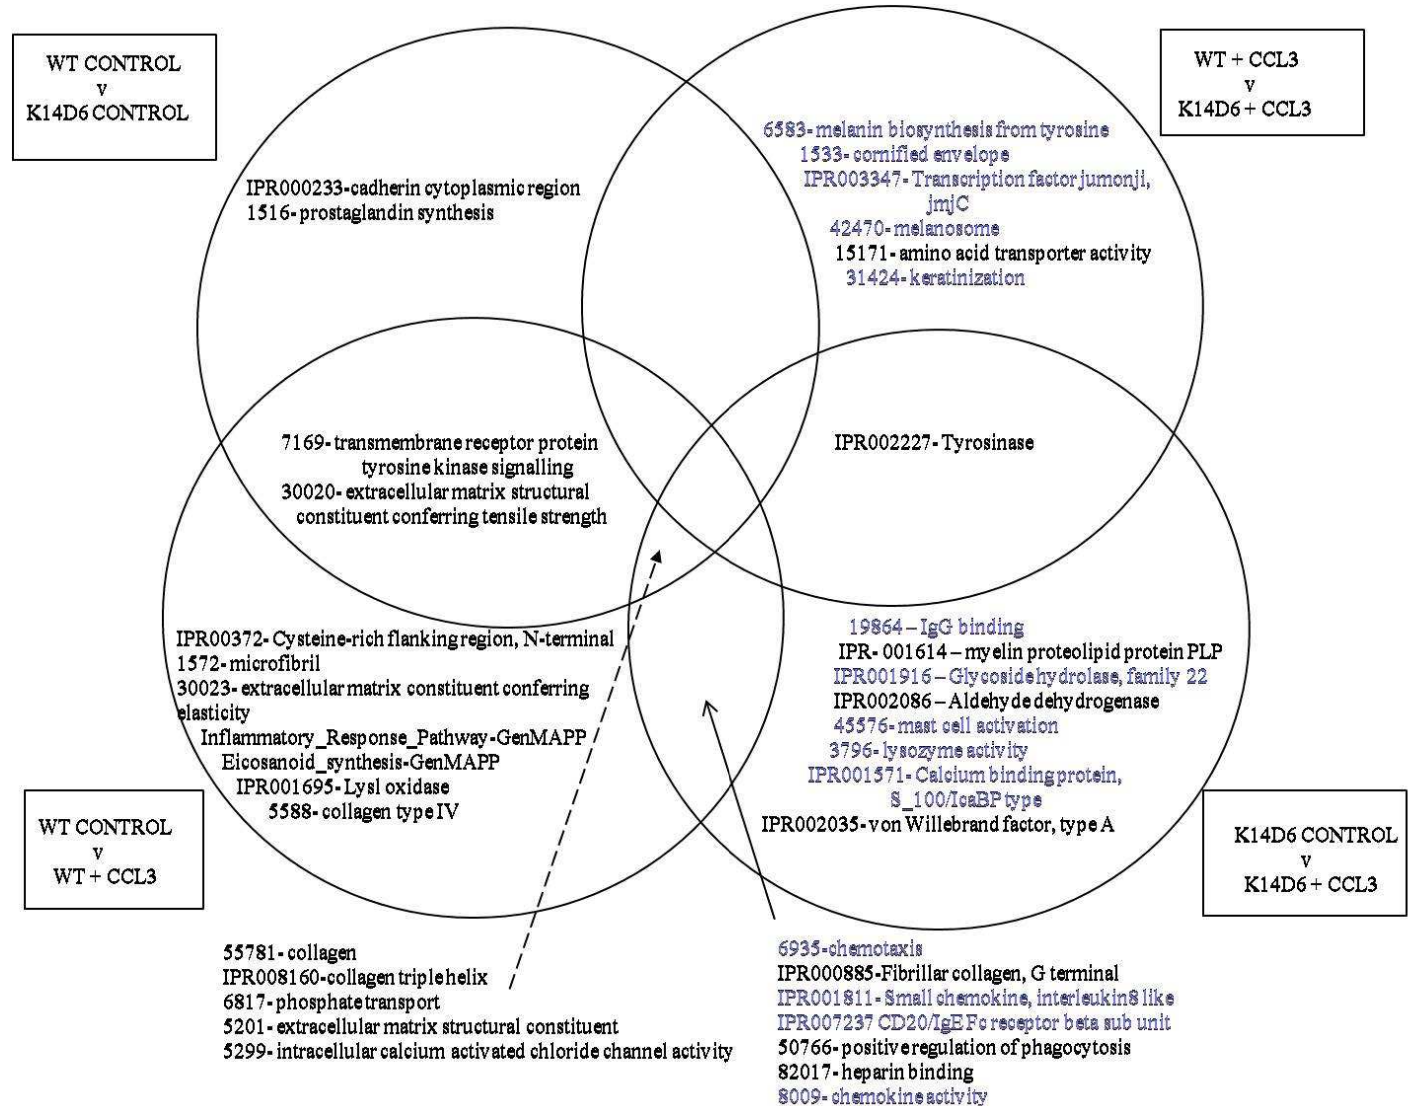 WT CONTROL
v
K14D6 CONTROL
WT + CCL3
v
K14D6 + CCL3
IPR000233-cadherin cytoplasmic region
1516- prostaglandin synthesis
6583- melanin biosynthesis from tyrosine
1533- cornified envelope
IPR003347- Transcription factor jumonji,
jmjC
42470- melanosome
15171- amino acid transporter activity
31424- keratinization
7169- transmembrane receptor protein
tyrosine kinase signalling
30020- extracellular matrix structural
constituent conferring tensile strength
IPR002227- Tyrosinase
IPR00372- Cysteine-rich flanking region, N-terminal
1572- microfibril
30023- extracellular matrix constituent conferring
elasticity
Inflammatory_Response_Pathway-GenMAPP
Eicosanoid_synthesis-GenMAPP
IPR001695- Lysl oxidase
5588- collagen type IV
19864 – IgG binding
IPR- 001614 – myelin proteolipid protein PLP
IPR001916 – Glycoside hydrolase, family 22
IPR002086 – Aldehyde dehydrogenase
45576- mast cell activation
3796- lysozyme activity
IPR001571- Calcium binding protein,
S_100/IcaBP type
IPR002035- von Willebrand factor, type A
WT CONTROL
v
WT + CCL3
K14D6 CONTROL
v
K14D6 + CCL3
55781- collagen
IPR008160-collagen triple helix
6817- phosphate transport
5201- extracellular matrix structural constituent
5299- intracellular calcium activated chloride channel activity
6935-chemotaxis
IPR000885-Fibrillar collagen, G terminal
IPR001811- Small chemokine, interleukin8 like
IPR007237 CD20/IgE Fc receptor beta sub unit
50766- positive regulation of phagocytosis
82017- heparin binding
8009- chemokine activity